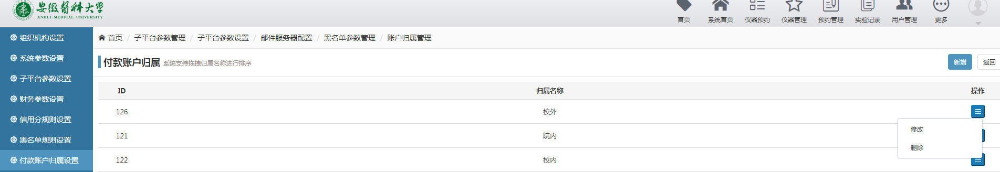 安徽醫科大学
ANHUI MEDICAL UNIVERSITY
首页 系统首页 仪器预约 仪器管理 预约管理 实验记录 用户管理 更多
组织机构设置
系统参数设置
子平台参数设置
财务参数设置
信用分规则设置
黑名单规则设置
付款账户归属设置
首页 / 子平台参数管理 / 子平台参数设置 / 邮件服务器配置 / 黑名单参数管理 / 账户归属管理
付款账户归属 系统支持拖拽归属名称进行排序
新增 返回
ID 归属名称 操作
126 校外
121 院内
122 校内
修改
删除